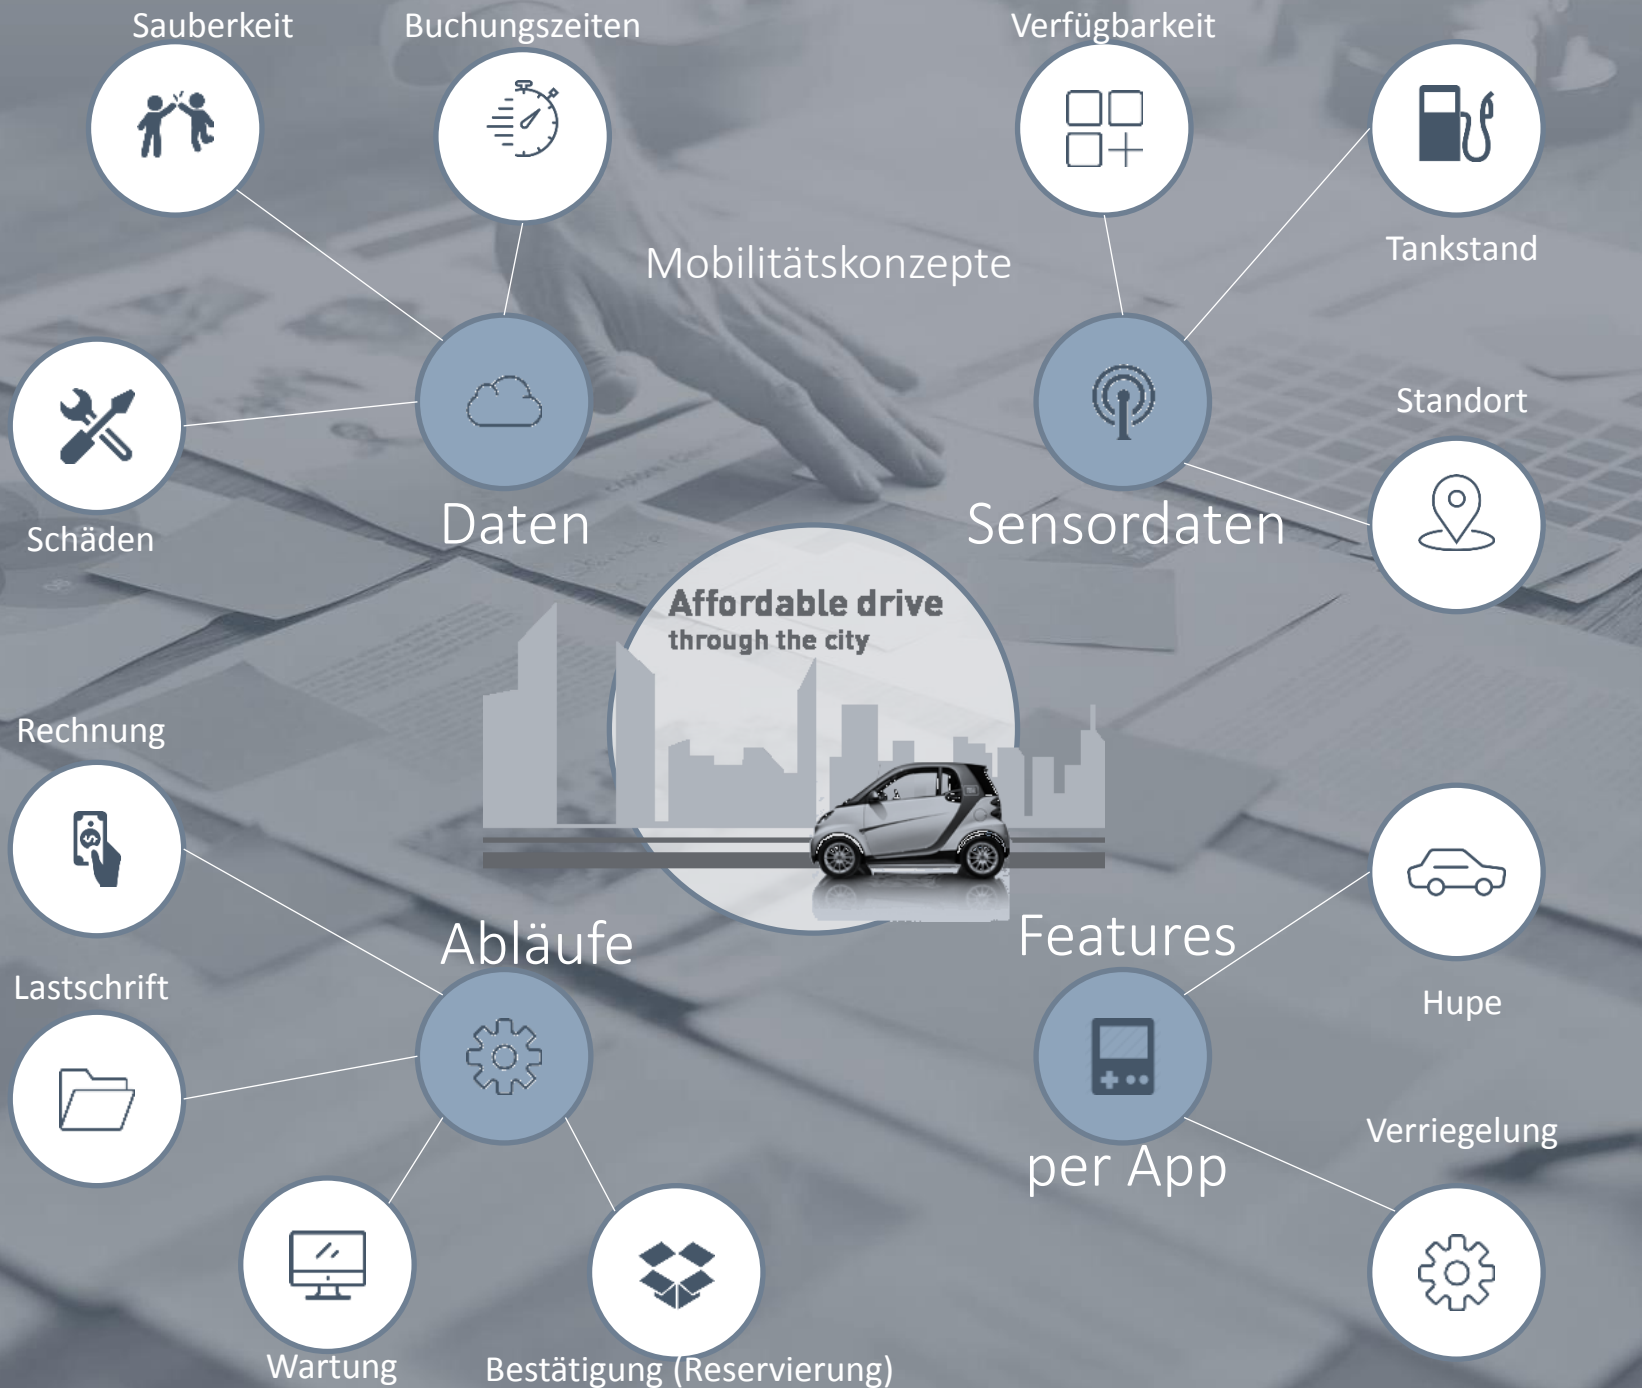 Sauberkeit
Buchungszeiten
Verfügbarkeit
Mobilitätskonzepte
Tankstand
Standort
Schäden
Daten
Sensordaten
Affordable drive
through the city
Rechnung
Abläufe
Features
Lastschrift
Hupe
Verriegelung
per App
Wartung
Bestätigung (Reservierung)